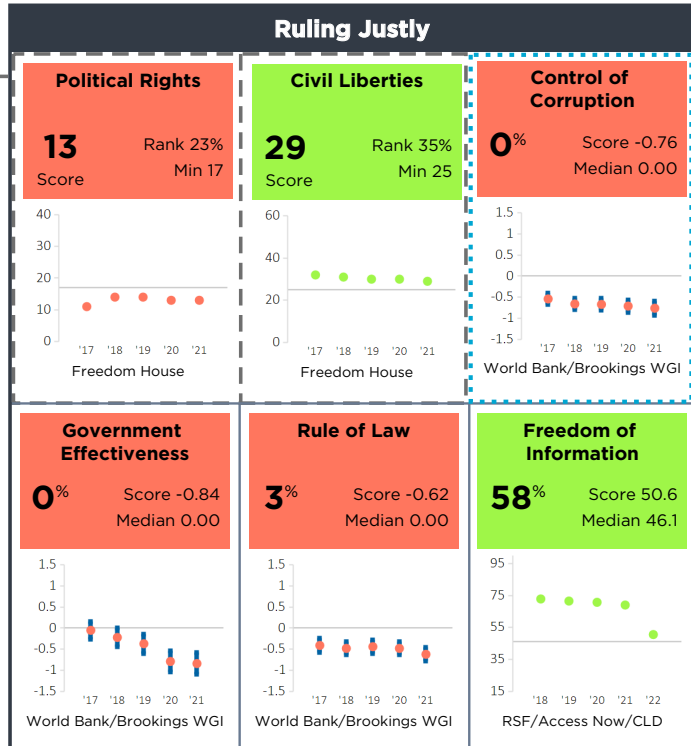 Ruling Justly
Political Rights
13
Score
Rank 23%
Min 17
40
30
20
10
0
'17 '18 '19 '20 '21
Freedom House
Civil Liberties
29
Score
Rank 35%
Min 25
60
40
20
0
'17 '18 '19 '20 '21
Freedom House
Control of
Corruption
0%
Score -0.76
Median 0.00
1.5
1
0.5
0
-0.5
-1
-1.5
'17 '18 '19 '20 '21
World Bank/Brookings WGI
Government
Effectiveness
0%
Score -0.84
Median 0.00
1.5
1
0.5
0
-0.5
-1
-1.5
'17 '18 '19 '20 '21
World Bank/Brookings WGI
Rule of Law
3%
Score -0.62
Median 0.00
1.5
1
0.5
0
-0.5
-1
-1.5
'17 '18 '19 '20 '21
World Bank/Brookings WGI
Freedom of
Information
58%
Score 50.6
Median 46.1
95
75
55
35
15
'18 '19 '20 '21 '22
RSF/Access Now/CLD